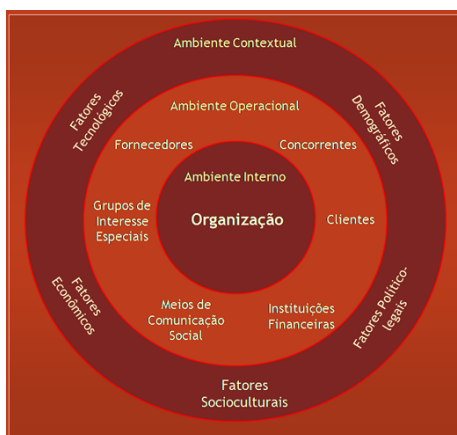 Ambiente Contextual
Fatores
Tecnológicos
Fatores
Demográficos
Ambiente Operacional
Fornecedores
Concorrentes
Ambiente Interno
Organização
Grupos de
Interesse
Especiais
Clientes
Fatores
Econômicos
Fatores Político-
legais
Meios de
Comunicação
Social
Instituições
Financeiras
Fatores
Socioculturais